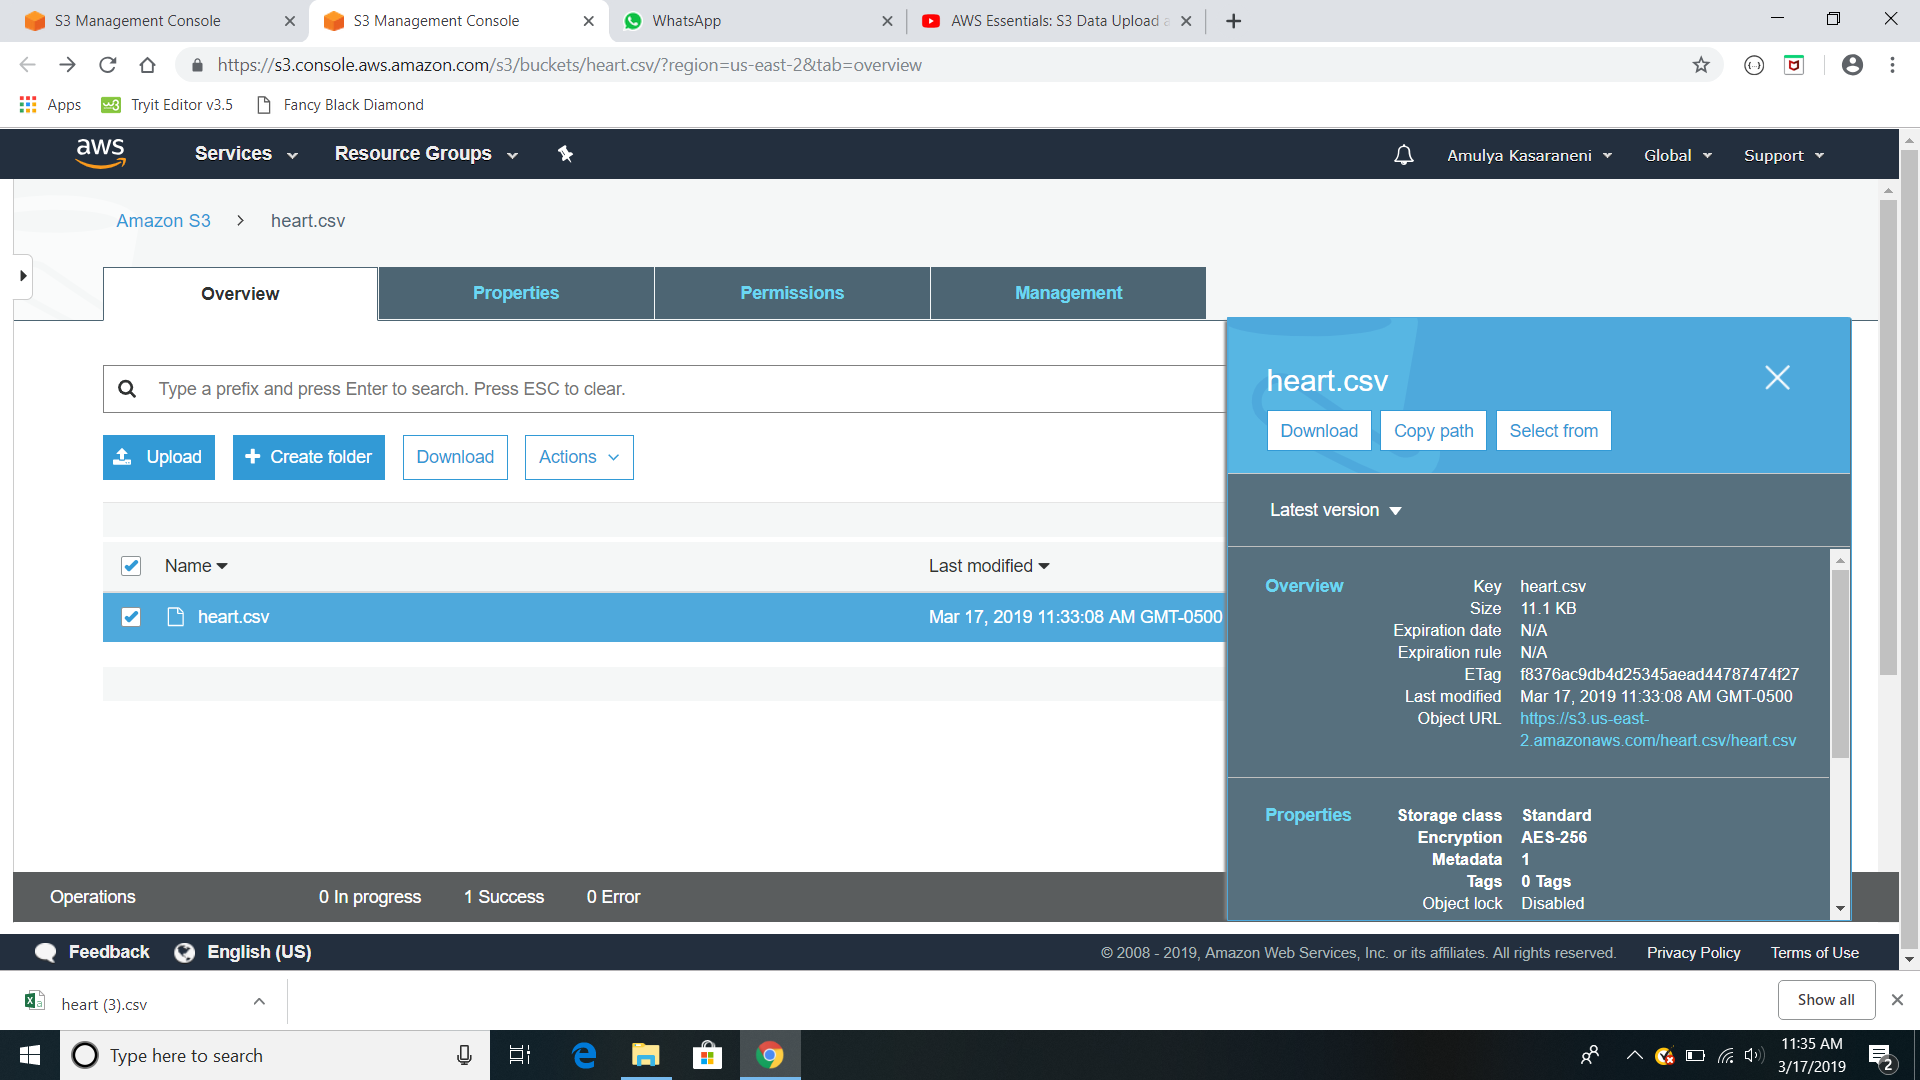 S3 Management Console
S3 Management Console
WhatsApp
AWS Essentials: S3 Data Upload a
https://s3.console.aws.amazon.com/s3/buckets/heart.csv/?region=us-east-2&tab=overview
Apps
Tryit Editor v3.5
Fancy Black Diamond
aws
Services
Resource Groups
Amulya Kasaraneni
Global
Support
Amazon S3 > heart.csv
Overview
Properties
Permissions
Management
Type a prefix and press Enter to search. Press ESC to clear.
Upload
+ Create folder
Download
Actions
Name
Last modified
heart.csv
Mar 17, 2019 11:33:08 AM GMT-0500
heart.csv
Download
Copy path
Select from
Latest version
Overview
Key heart.csv
Size 11.1 KB
Expiration date N/A
Expiration rule N/A
ETag f8376ac9db4d25345aead44787474f27
Last modified Mar 17, 2019 11:33:08 AM GMT-0500
Object URL https://s3.us-east-
2.amazonaws.com/heart.csv/heart.csv
Properties
Storage class Standard
Encryption AES-256
Metadata 1
Tags 0 Tags
Object lock Disabled
Operations
0 In progress
1 Success
0 Error
Feedback
English (US)
© 2008 - 2019, Amazon Web Services, Inc. or its affiliates. All rights reserved.
Privacy Policy
Terms of Use
heart (3).csv
Show all
Type here to search
11:35 AM
3/17/2019
2